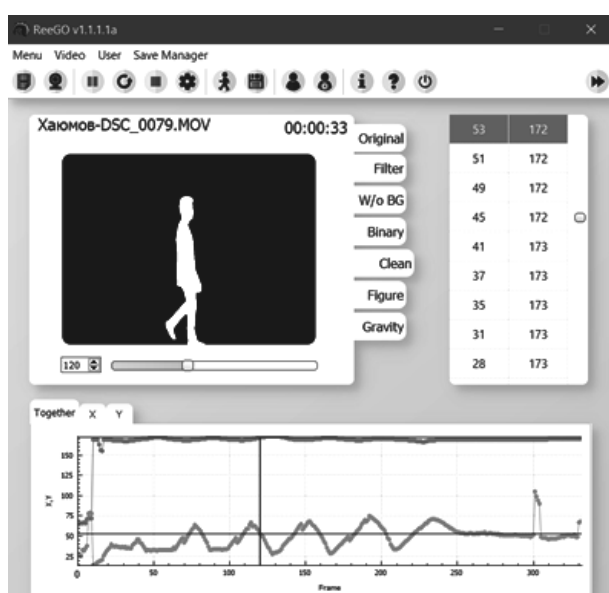 ReeGO v1.1.1.1a
Menu Video User Save Manager
Хаюмов-DSC_0079.MOV 00:00:33
Original
Filter
W/o BG
Binary
Clean
Figure
Gravity
120
53 172
51 172
49 172
45 172
41 173
37 173
35 173
31 173
28 173
Together X Y
X,Y
150
125
100
75
50
25
0 50 100 150 200 250 300
Frame